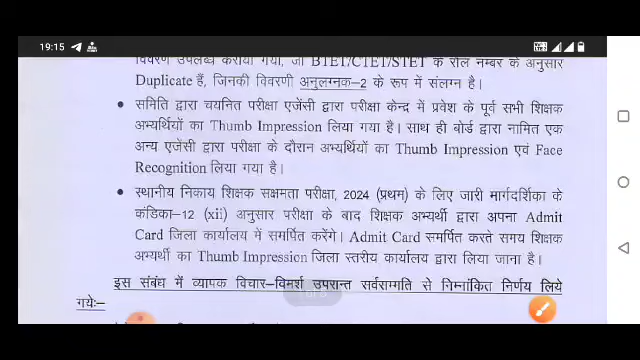 19:15
विवरण उपलब्ध कराया गया, जो BTET/CTET/STET के रौल नम्बर के अनुसार
Duplicate हैं, जिनकी विवरणी अनुलग्नक-2 के रूप में संलग्न है।
• समिति द्वारा चयनित परीक्षा एजेंसी द्वारा परीक्षा केन्द्र में प्रवेश के पूर्व सभी शिक्षक
अभ्यर्थियों का Thumb Impression लिया गया है। साथ ही बोर्ड द्वारा नामित एक
अन्य एजेंसी द्वारा परीक्षा के दौरान अभ्यर्थियों का Thumb Impression एवं Face
Recognition लिया गया है।
• स्थानीय निकाय शिक्षक सक्षमता परीक्षा, 2024 (प्रथम) के लिए जारी मार्गदर्शिका के
कंडिका-12 (xii) अनुसार परीक्षा के बाद शिक्षक अभ्यर्थी द्वारा अपना Admit
Card जिला कार्यालय में समर्पित करेंगे। Admit Card समर्पित करते समय शिक्षक
अभ्यर्थी का Thumb Impression जिला स्तरीय कार्यालय द्वारा लिया जाना है।
इस संबंध में व्यापक विचार-विमर्श उपरान्त सर्वसम्मति से निम्नांकित निर्णय लिये
गये:-